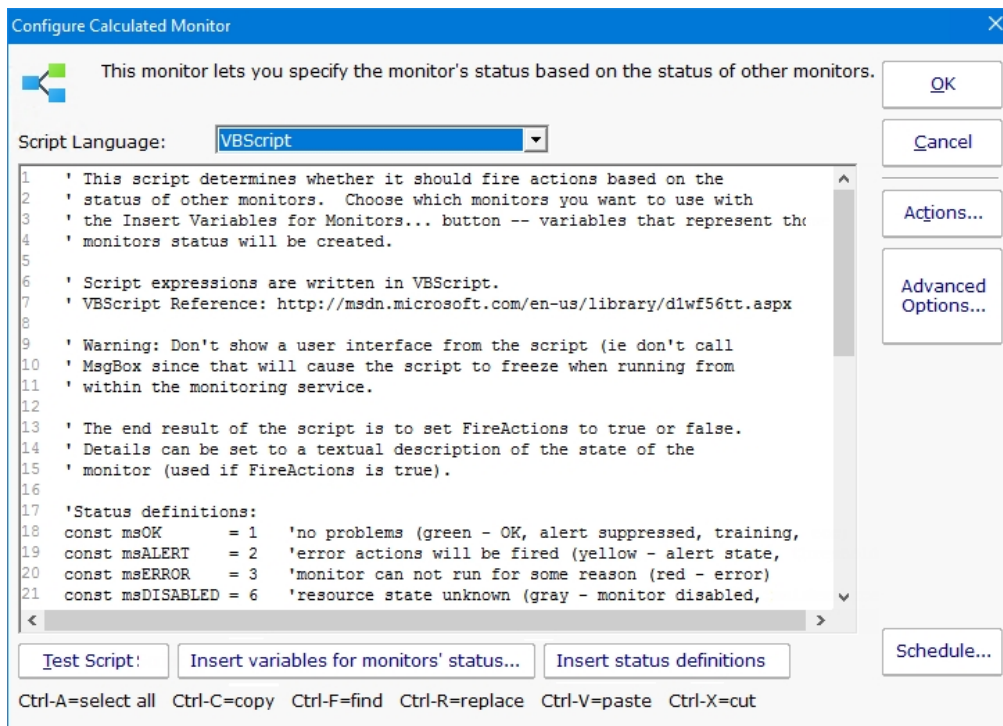 Configure Calculated Monitor
This monitor lets you specify the monitor's status based on the status of other monitors.
OK
Script Language: VBScript
Cancel
1 ' This script determines whether it should fire actions based on the
2 ' status of other monitors.  Choose which monitors you want to use with
3 ' the Insert Variables for Monitors... button -- variables that represent
4 ' monitors status will be created.
5
6 ' Script expressions are written in VBScript.
7 ' VBScript Reference: http://msdn.microsoft.com/en-us/library/d1wf56tt.aspx
8
9 ' Warning: Don't show a user interface from the script (ie don't call
10 ' MsgBox since that will cause the script to freeze when running from
11 ' within the monitoring service.
12
13 ' The end result of the script is to set FireActions to true or false.
14 ' Details can be set to a textual description of the state of the
15 ' monitor (used if FireActions is true).
16
17 'Status definitions:
18 const msOK       = 1   'no problems (green - OK, alert suppressed, training,
19 const msALERT    = 2   'error actions will be fired (yellow - alert state,
20 const msERROR    = 3   'monitor can not run for some reason (red - error)
21 const msDISABLED = 6   'resource state unknown (gray - monitor disabled,
Actions...
Advanced
Options...
Test Script
Insert variables for monitors' status...
Insert status definitions
Schedule...
Ctrl-A=select all Ctrl-C=copy Ctrl-F=find Ctrl-R=replace Ctrl-V=paste Ctrl-X=cut